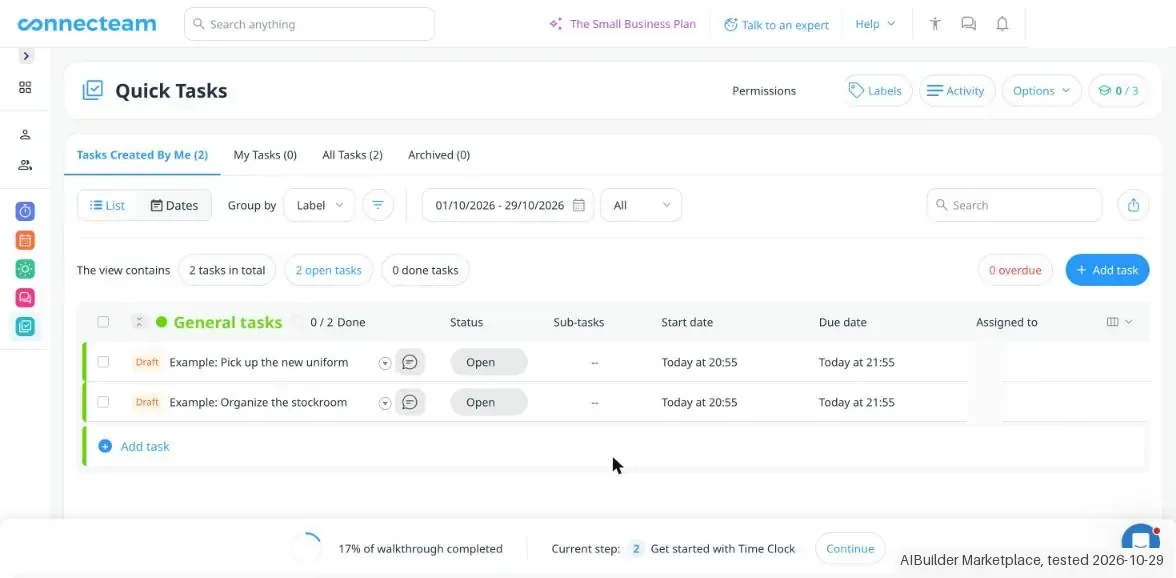 connecteam
Search anything
The Small Business Plan
Talk to an expert
Help
Quick Tasks
Permissions
Labels
Activity
Options
0 / 3
Tasks Created By Me (2)
My Tasks (0)
All Tasks (2)
Archived (0)
List
Dates
Group by
Label
01/10/2026 - 29/10/2026
All
Search
The view contains
2 tasks in total
2 open tasks
0 done tasks
0 overdue
+ Add task
General tasks
0 / 2 Done
Status
Sub-tasks
Start date
Due date
Assigned to
Draft Example: Pick up the new uniform Open -- Today at 20:55 Today at 21:55
Draft Example: Organize the stockroom Open -- Today at 20:55 Today at 21:55
Add task
17% of walkthrough completed
Current step: 2 Get started with Time Clock
Continue
AIBuilder Marketplace, tested 2026-10-29